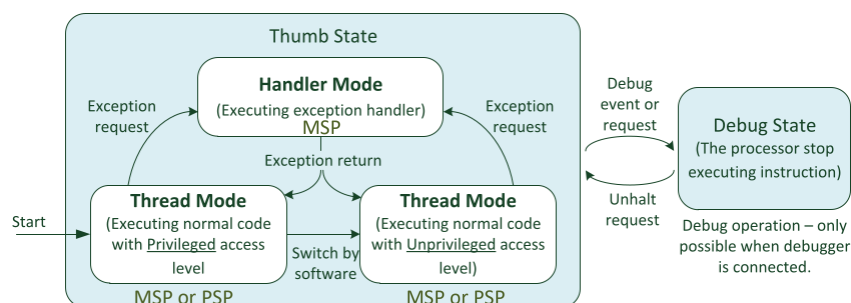 Thumb State
Handler Mode
(Executing exception handler)
MSP
Exception
request
Exception
request
Exception return
Start
Thread Mode
(Executing normal code
with Privileged access
level
MSP or PSP
Switch by
software
Thread Mode
(Executing normal code
with Unprivileged access
level)
MSP or PSP
Debug
event or
request
Unhalt
request
Debug State
(The processor stop
executing instruction)
Debug operation – only
possible when debugger
is connected.